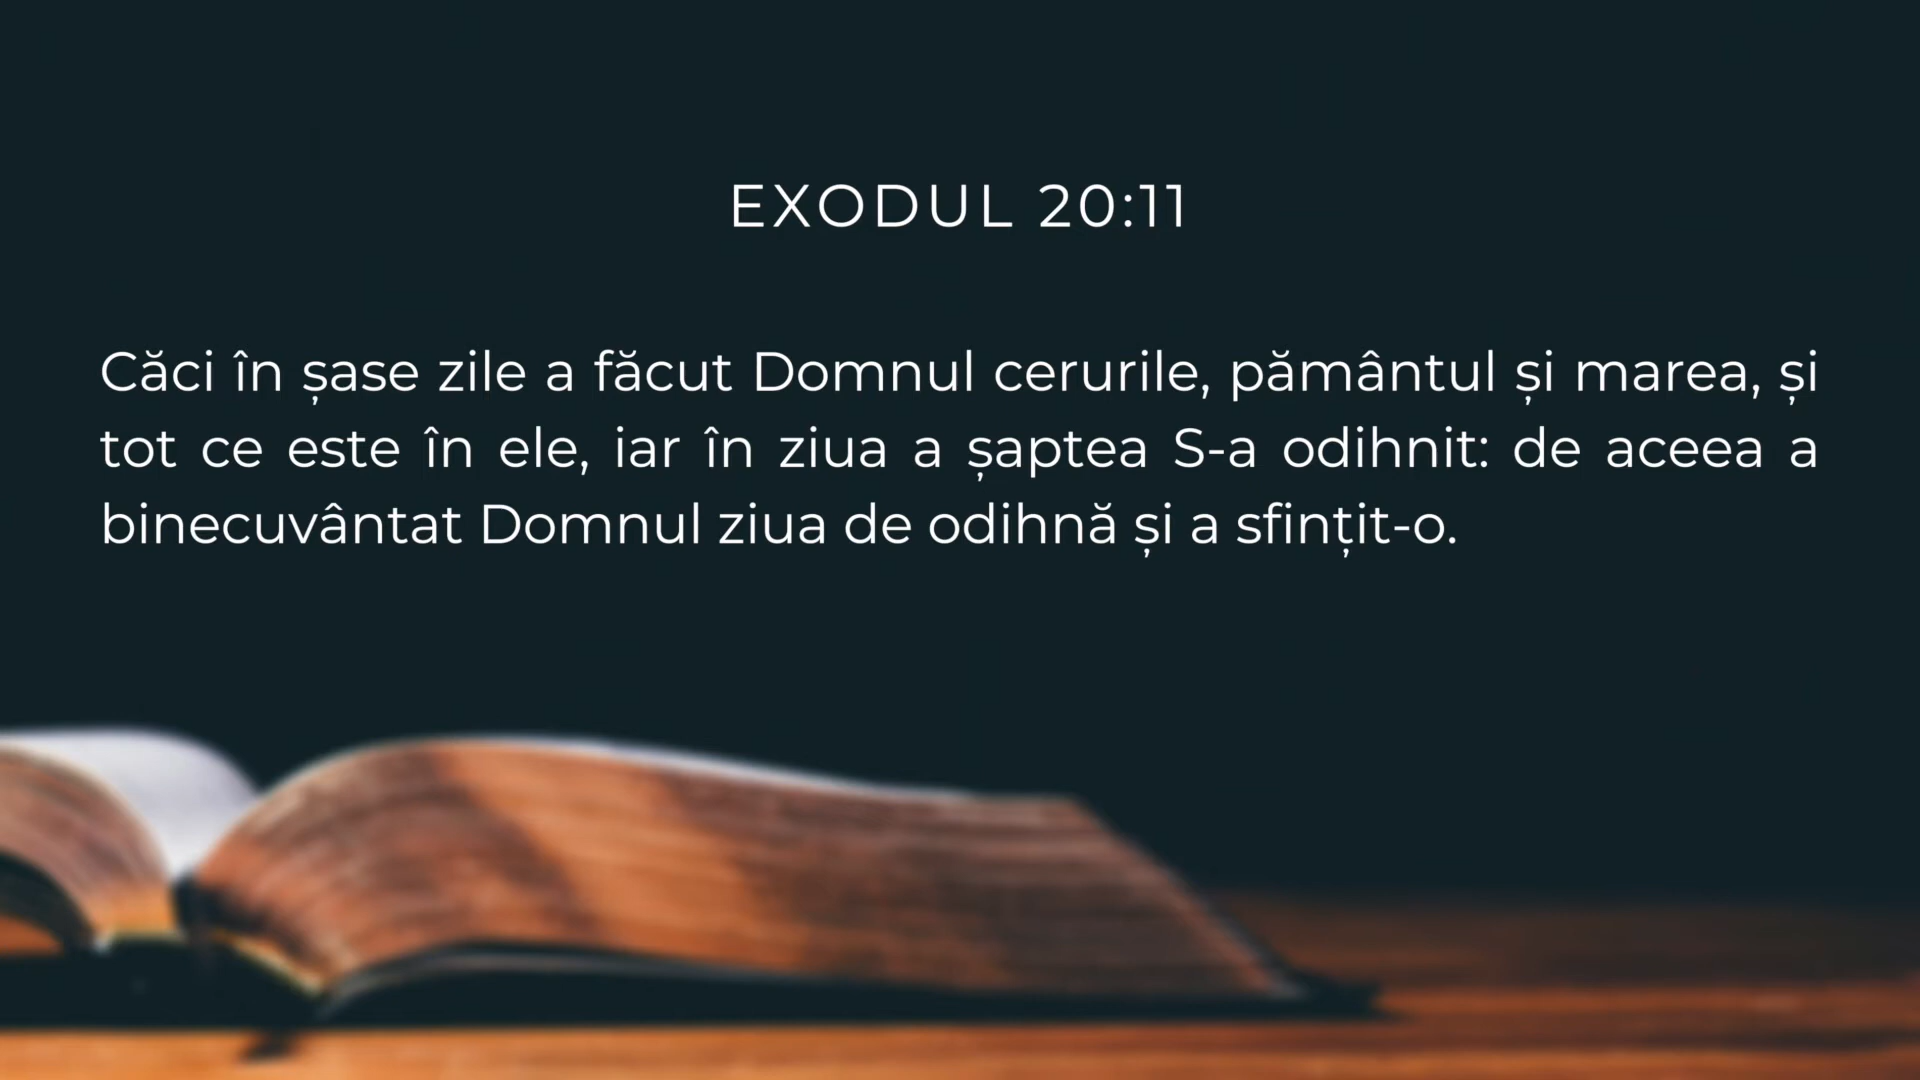 EXODUL 20:11
Căci în șase zile a făcut Domnul cerurile, pământul și marea, și
tot ce este în ele, iar în ziua a șaptea S-a odihnit: de aceea a
binecuvântat Domnul ziua de odihnă și a sfințit-o.